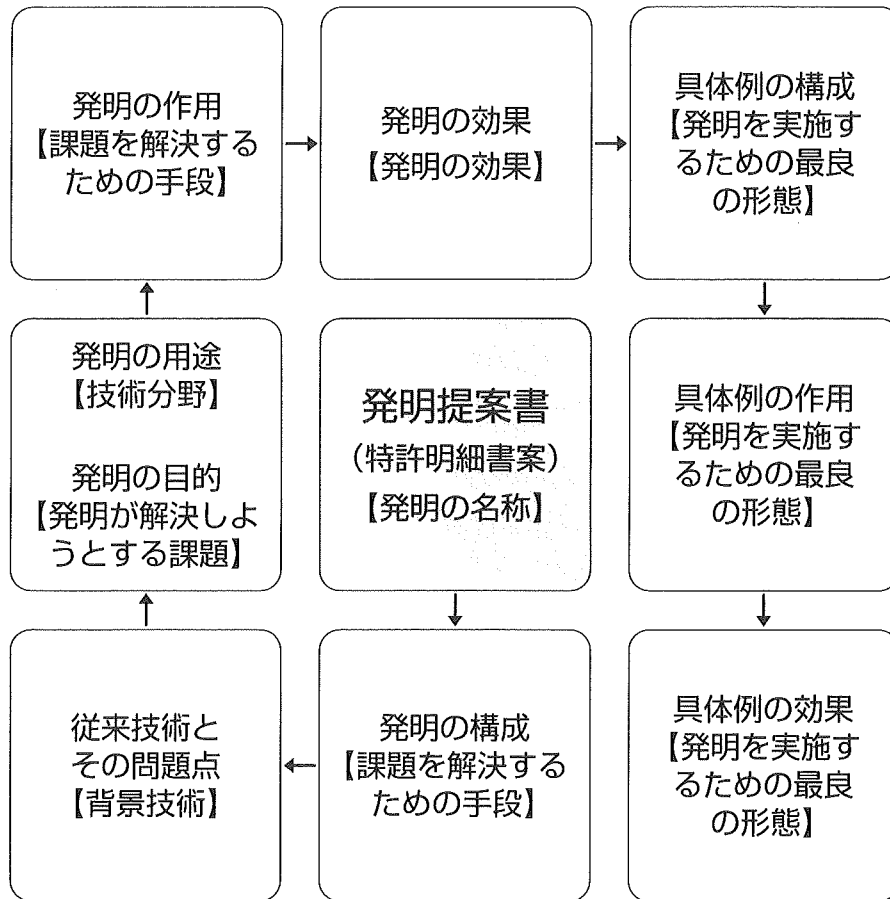 発明の作用
【課題を解決する
ための手段】
発明の効果
【発明の効果】
具体例の構成
【発明を実施す
るための最良
の形態】
発明の用途
【技術分野】
発明の目的
【発明が解決しよ
うとする課題】
発明提案書
（特許明細書案）
【発明の名称】
具体例の作用
【発明を実施す
るための最良
の形態】
従来技術と
その問題点
【背景技術】
発明の構成
【課題を解決する
ための手段】
具体例の効果
【発明を実施す
るための最良
の形態】